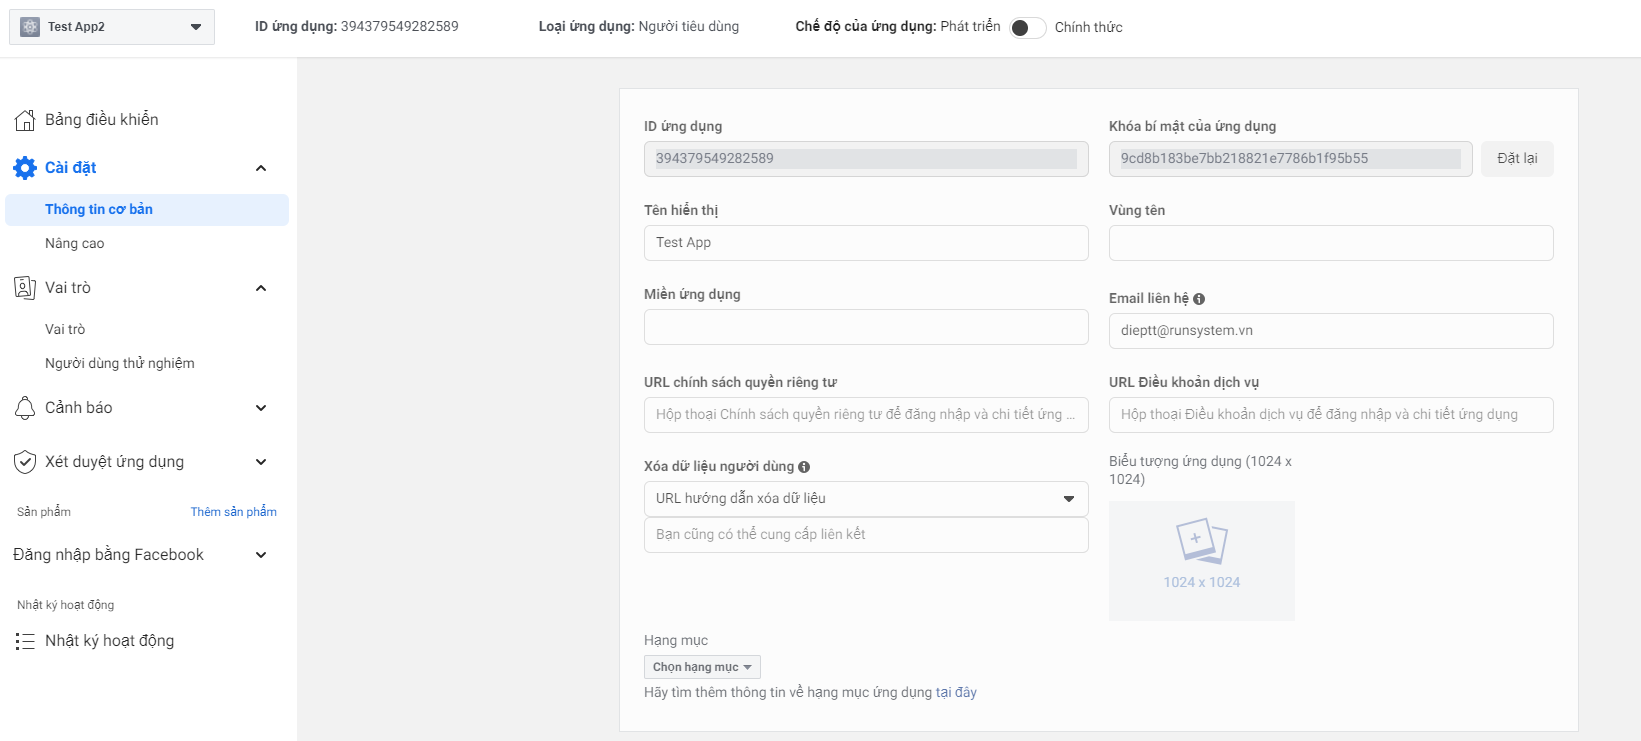 Test App2
ID ứng dụng: 394379549282589
Loại ứng dụng: Người tiêu dùng
Chế độ của ứng dụng: Phát triển
Chính thức
Bảng điều khiển
Cài đặt
Thông tin cơ bản
Nâng cao
Vai trò
Vai trò
Người dùng thử nghiệm
Cảnh báo
Xét duyệt ứng dụng
Sản phẩm
Thêm sản phẩm
Đăng nhập bằng Facebook
Nhật ký hoạt động
Nhật ký hoạt động
ID ứng dụng
394379549282589
Khóa bí mật của ứng dụng
9cd8b183be7bb218821e7786b1f95b55
Đặt lại
Tên hiển thị
Test App
Vùng tên
Miền ứng dụng
Email liên hệ
dieptt@runsystem.vn
URL chính sách quyền riêng tư
Hộp thoại Chính sách quyền riêng tư để đăng nhập và chi tiết ứng ...
URL Điều khoản dịch vụ
Hộp thoại Điều khoản dịch vụ để đăng nhập và chi tiết ứng dụng
Xóa dữ liệu người dùng
URL hướng dẫn xóa dữ liệu
Bạn cũng có thể cung cấp liên kết
Biểu tượng ứng dụng (1024 x
1024)
1024 x 1024
Hạng mục
Chọn hạng mục
Hãy tìm thêm thông tin về hạng mục ứng dụng tại đây